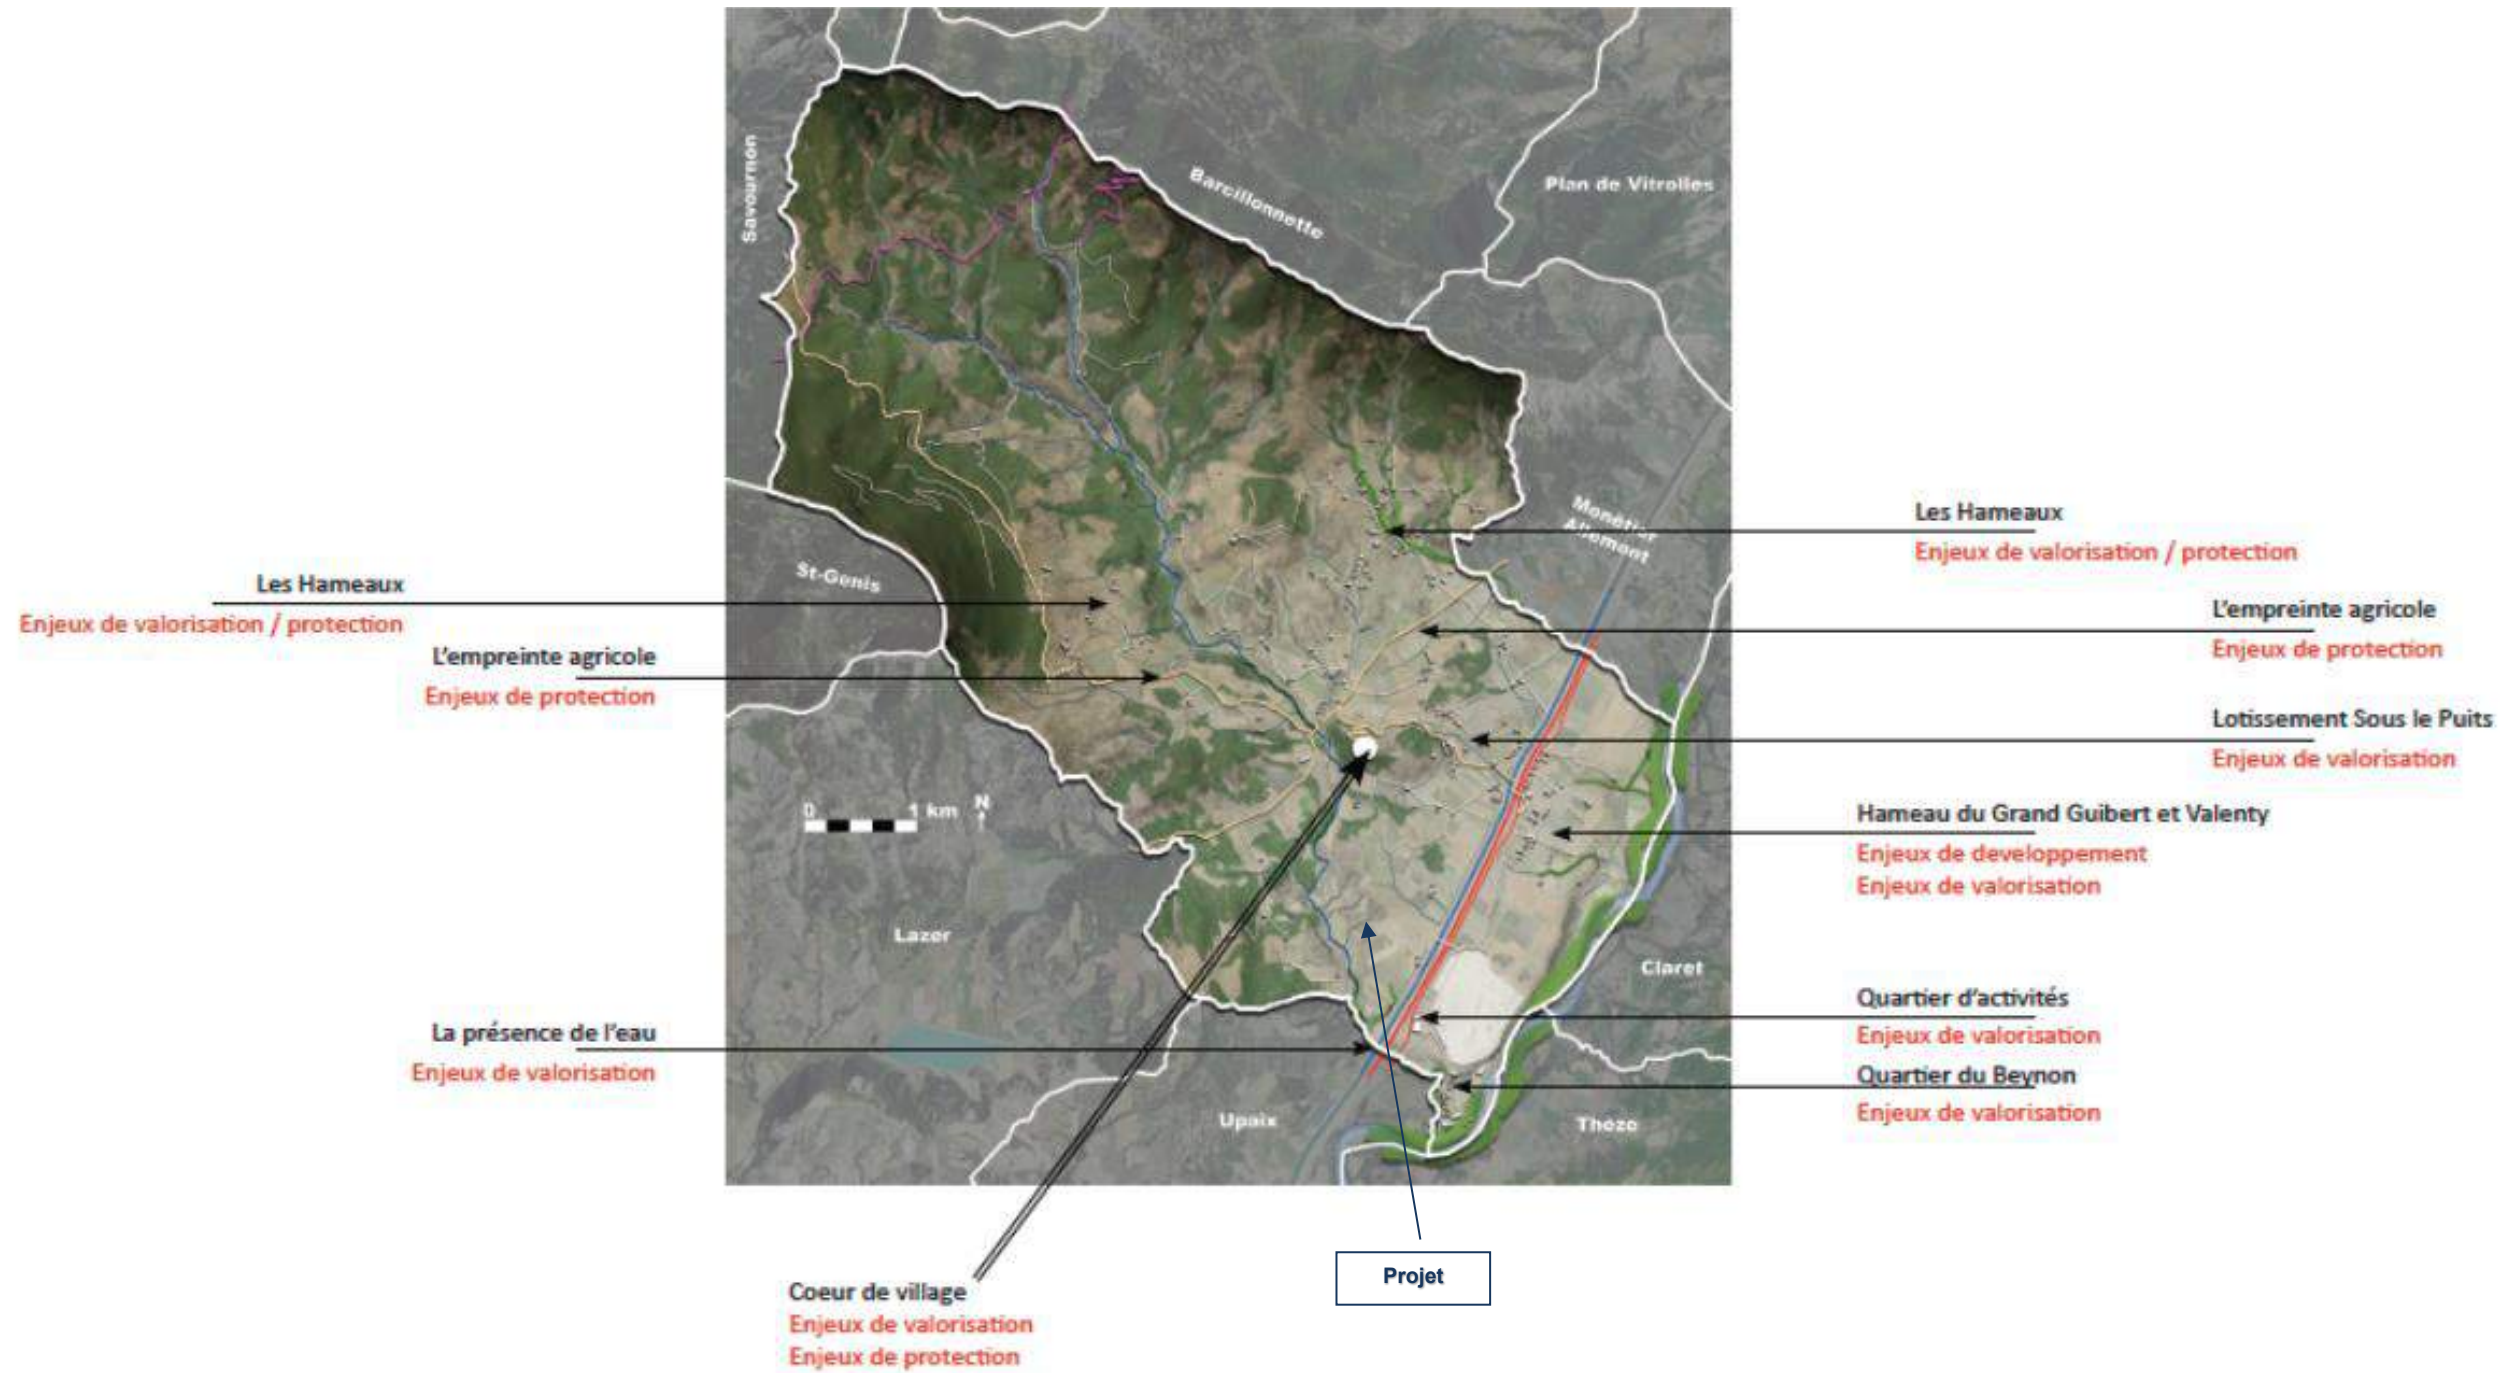 Savournon
Barcillonnette
Plan de Vitrolles
Monêtier
Allemont
St-Genis
Les Hameaux
Enjeux de valorisation / protection
Les Hameaux
Enjeux de valorisation / protection
L'empreinte agricole
Enjeux de protection
L'empreinte agricole
Enjeux de protection
Lotissement Sous le Puits
Enjeux de valorisation
0 1 km N
Hameau du Grand Guibert et Valenty
Enjeux de developpement
Enjeux de valorisation
Lazer
Claret
La présence de l'eau
Enjeux de valorisation
Quartier d'activités
Enjeux de valorisation
Quartier du Beynon
Enjeux de valorisation
Upaix
Thèze
Coeur de village
Enjeux de valorisation
Enjeux de protection
Projet